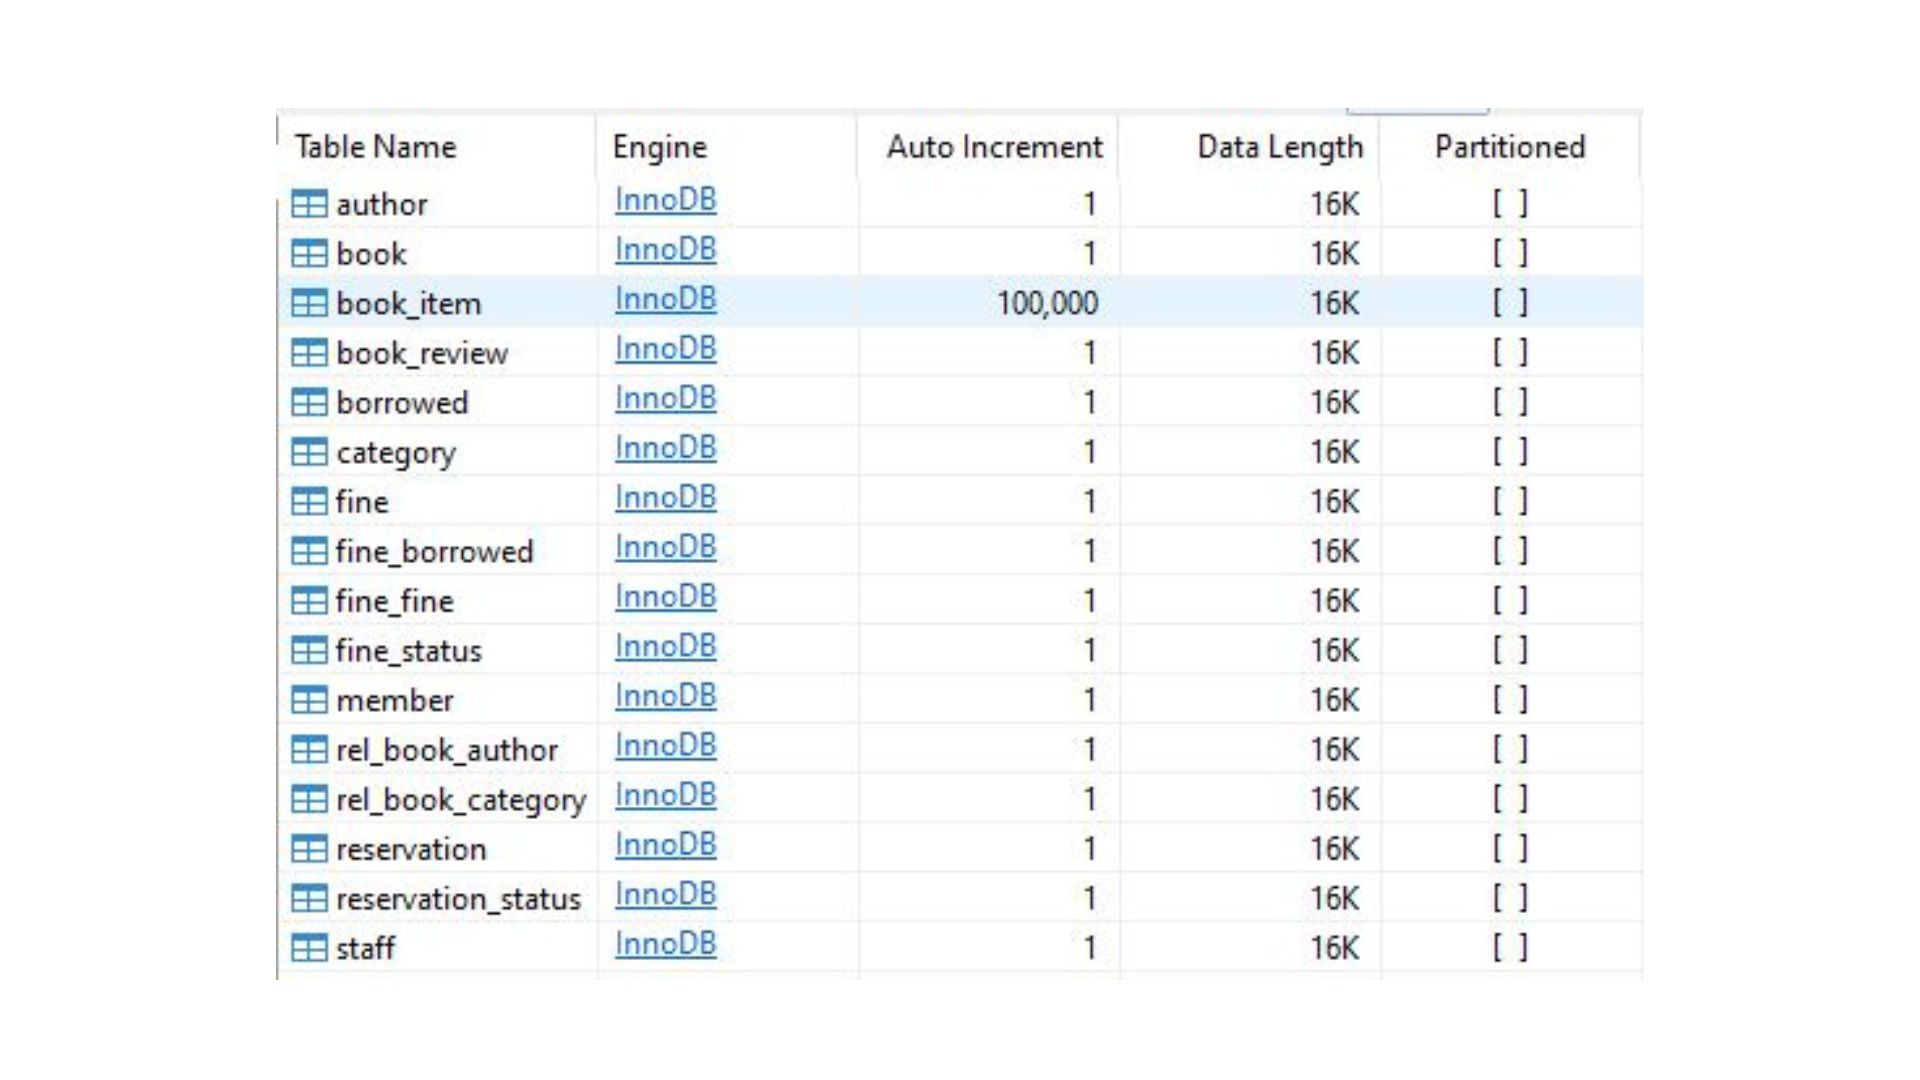 Table Name Engine Auto Increment Data Length Partitioned
author InnoDB 1 16K [ ]
book InnoDB 1 16K [ ]
book_item InnoDB 100,000 16K [ ]
book_review InnoDB 1 16K [ ]
borrowed InnoDB 1 16K [ ]
category InnoDB 1 16K [ ]
fine InnoDB 1 16K [ ]
fine_borrowed InnoDB 1 16K [ ]
fine_fine InnoDB 1 16K [ ]
fine_status InnoDB 1 16K [ ]
member InnoDB 1 16K [ ]
rel_book_author InnoDB 1 16K [ ]
rel_book_category InnoDB 1 16K [ ]
reservation InnoDB 1 16K [ ]
reservation_status InnoDB 1 16K [ ]
staff InnoDB 1 16K [ ]